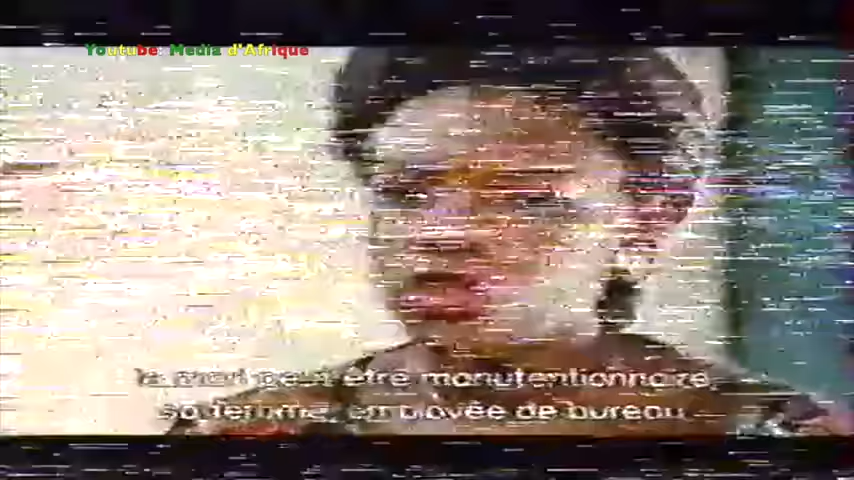 Youtube: Media d'Afrique
le mari peut être manutentionnaire,
sa femme, employée de bureau